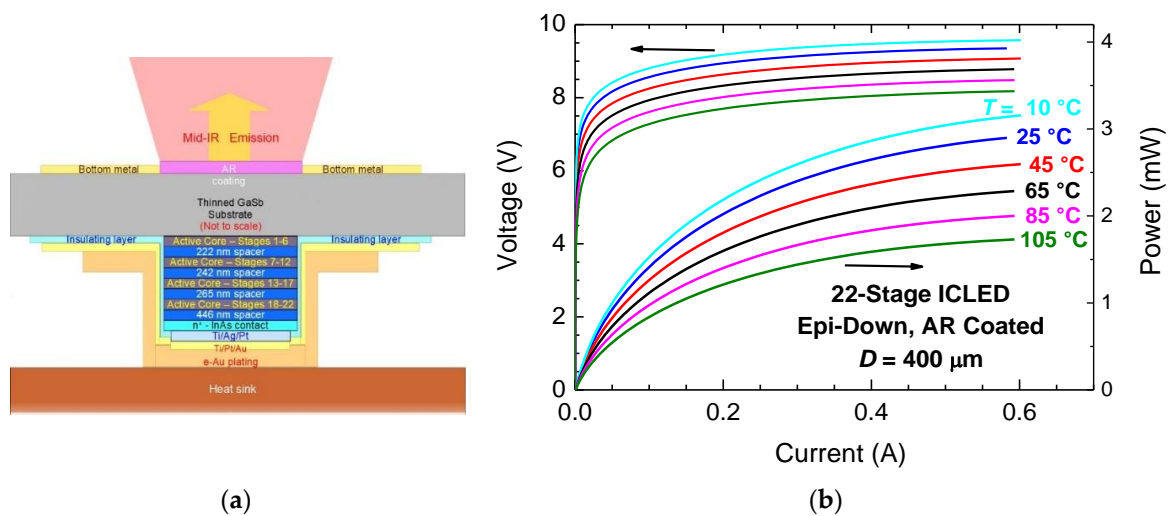 Mid-IR Emission
Bottom metal
AR
coating
Bottom metal
Thinned GaSb
Substrate
(Not to scale)
Insulating layer
Insulating layer
Active Core – Stages 1-6
222 nm spacer
Active Core – Stages 7-12
242 nm spacer
Active Core – Stages 13-17
265 nm spacer
Active Core – Stages 18-22
446 nm spacer
n⁺ - InAs contact
Ti/Ag/Pt
Ti/Pt/Au
e-Au plating
Heat sink
(a)
10
8
6
4
2
0
Voltage (V)
0.0
0.2
0.4
0.6
Current (A)
4
3
2
1
0
Power (mW)
T = 10 °C
25 °C
45 °C
65 °C
85 °C
105 °C
22-Stage ICLED
Epi-Down, AR Coated
D = 400 μm
(b)